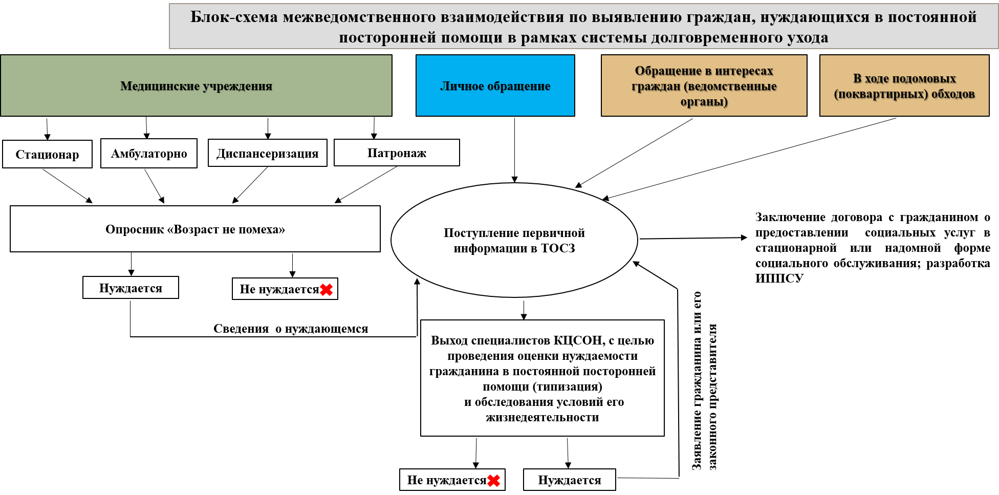 Блок-схема межведомственного взаимодействия по выявлению граждан, нуждающихся в постоянной
посторонней помощи в рамках системы долговременного ухода
Медицинские учреждения
Личное обращение
Обращение в интересах
граждан (ведомственные
органы)
В ходе подомовых
(поквартирных) обходов
Стационар
Амбулаторно
Диспансеризация
Патронаж
Опросник «Возраст не помеха»
Поступление первичной
информации в ТОСЗ
Заключение договора с гражданином о
предоставлении социальных услуг в
стационарной или надомной форме
социального обслуживания; разработка
ИППСУ
Нуждается
Не нуждается
Сведения о нуждающемся
Выход специалистов КЦСОН, с целью
проведения оценки нуждаемости
гражданина в постоянной посторонней
помощи (типизация)
и обследования условий его
жизнедеятельности
Заявление гражданина или его
законного представителя
Не нуждается
Нуждается